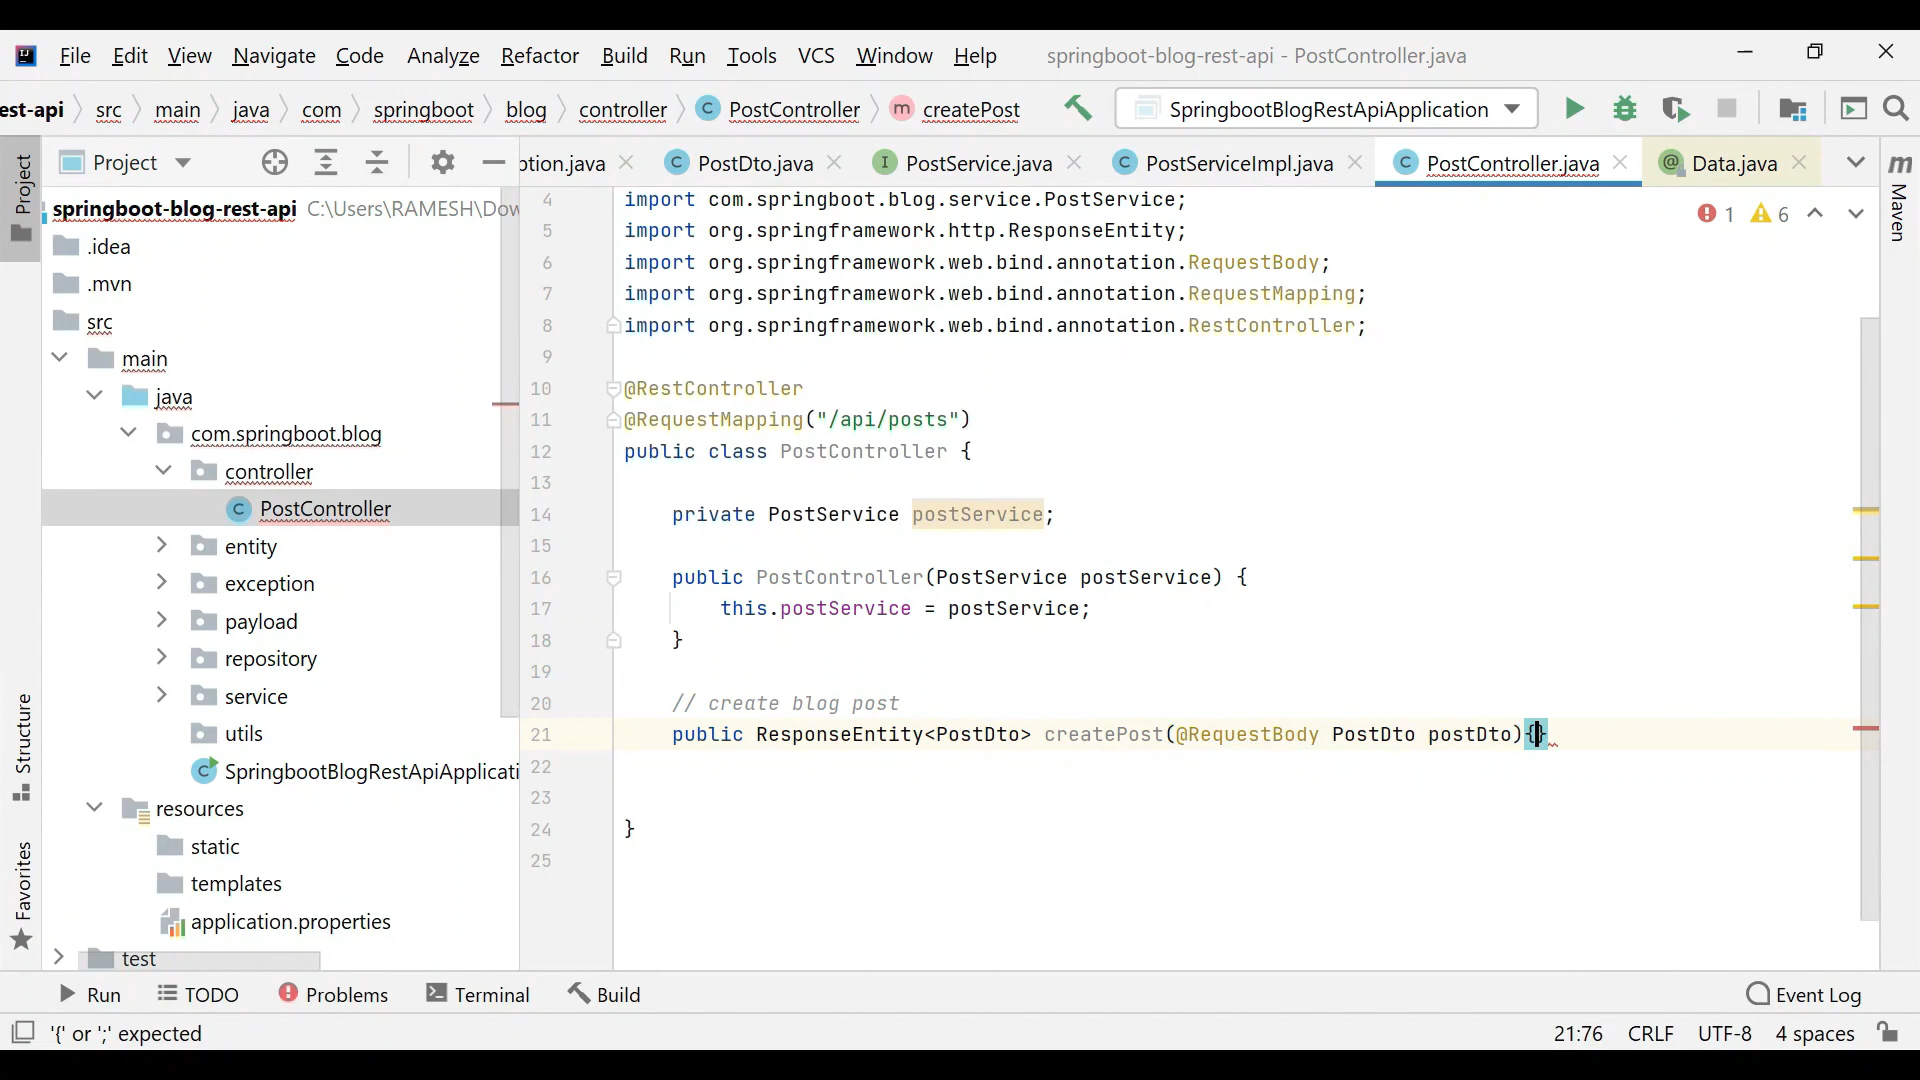 File Edit View Navigate Code Analyze Refactor Build Run Tools VCS Window Help springboot-blog-rest-api - PostController.java
est-api src main java com springboot blog controller PostController createPost SpringbootBlogRestApiApplication
Project
Project
ption.java PostDto.java PostService.java PostServiceImpl.java PostController.java Data.java
Maven
springboot-blog-rest-api C:\Users\RAMESH\Dow
.idea
.mvn
src
main
java
com.springboot.blog
controller
PostController
entity
exception
payload
repository
service
utils
SpringbootBlogRestApiApplicati
resources
static
templates
application.properties
test
Structure
Favorites
1 6
4 import com.springboot.blog.service.PostService;
5 import org.springframework.http.ResponseEntity;
6 import org.springframework.web.bind.annotation.RequestBody;
7 import org.springframework.web.bind.annotation.RequestMapping;
8 import org.springframework.web.bind.annotation.RestController;
9
10 @RestController
11 @RequestMapping("/api/posts")
12 public class PostController {
13
14 private PostService postService;
15
16 public PostController(PostService postService) {
17 this.postService = postService;
18 }
19
20 // create blog post
21 public ResponseEntity<PostDto> createPost(@RequestBody PostDto postDto){}
22
23
24 }
25
Run TODO Problems Terminal Build Event Log
'{' or ';' expected 21:76 CRLF UTF-8 4 spaces